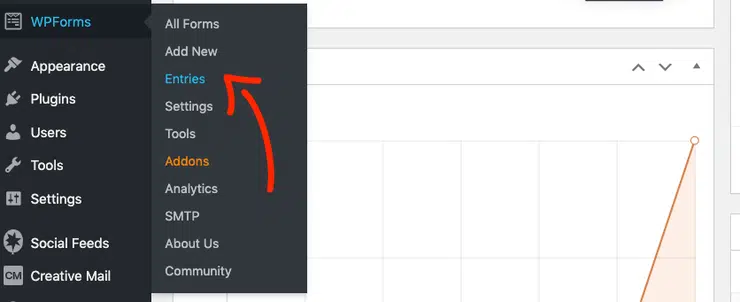 WPForms
Appearance
Plugins
Users
Tools
Settings
Social Feeds
CM Creative Mail
All Forms
Add New
Entries
Settings
Tools
Addons
Analytics
SMTP
About Us
Community